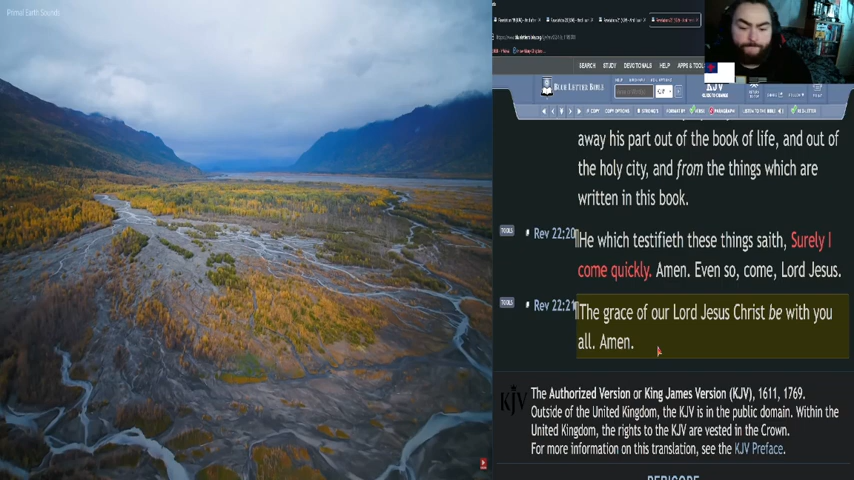 Primal Earth Sounds
SEARCH STUDY DEVOTIONALS HELP APPS & TOOLS
BLUE LETTER BIBLE
KJV
away his part out of the book of life, and out of
the holy city, and from the things which are
written in this book.
TOOLS
Rev 22:20
He which testifieth these things saith, Surely I
come quickly. Amen. Even so, come, Lord Jesus.
TOOLS
Rev 22:21
The grace of our Lord Jesus Christ be with you
all. Amen.
KJV
The Authorized Version or King James Version (KJV), 1611, 1769.
Outside of the United Kingdom, the KJV is in the public domain. Within the
United Kingdom, the rights to the KJV are vested in the Crown.
For more information on this translation, see the KJV Preface.
PERICOPE